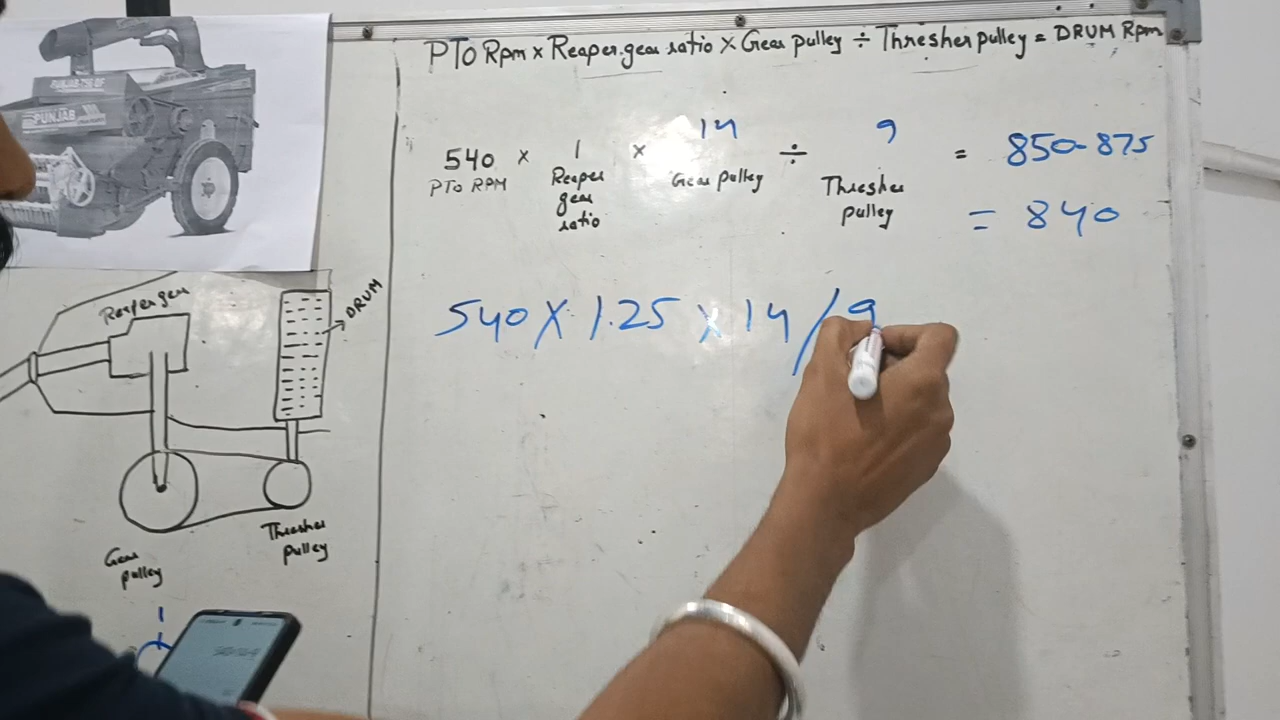 PTO Rpm x Reaper.gear ratio x Gear pulley ÷ Thresher pulley = DRUM Rpm
540 x 1 x 14 ÷ 9 = 850-875
PTO RPM Reaper gear ratio Gear pulley Thresher pulley
= 840
540 X 1.25 x 14 / 9
PUNJAB
Reaper gear
DRUM
Thresher pulley
Gear pulley
1